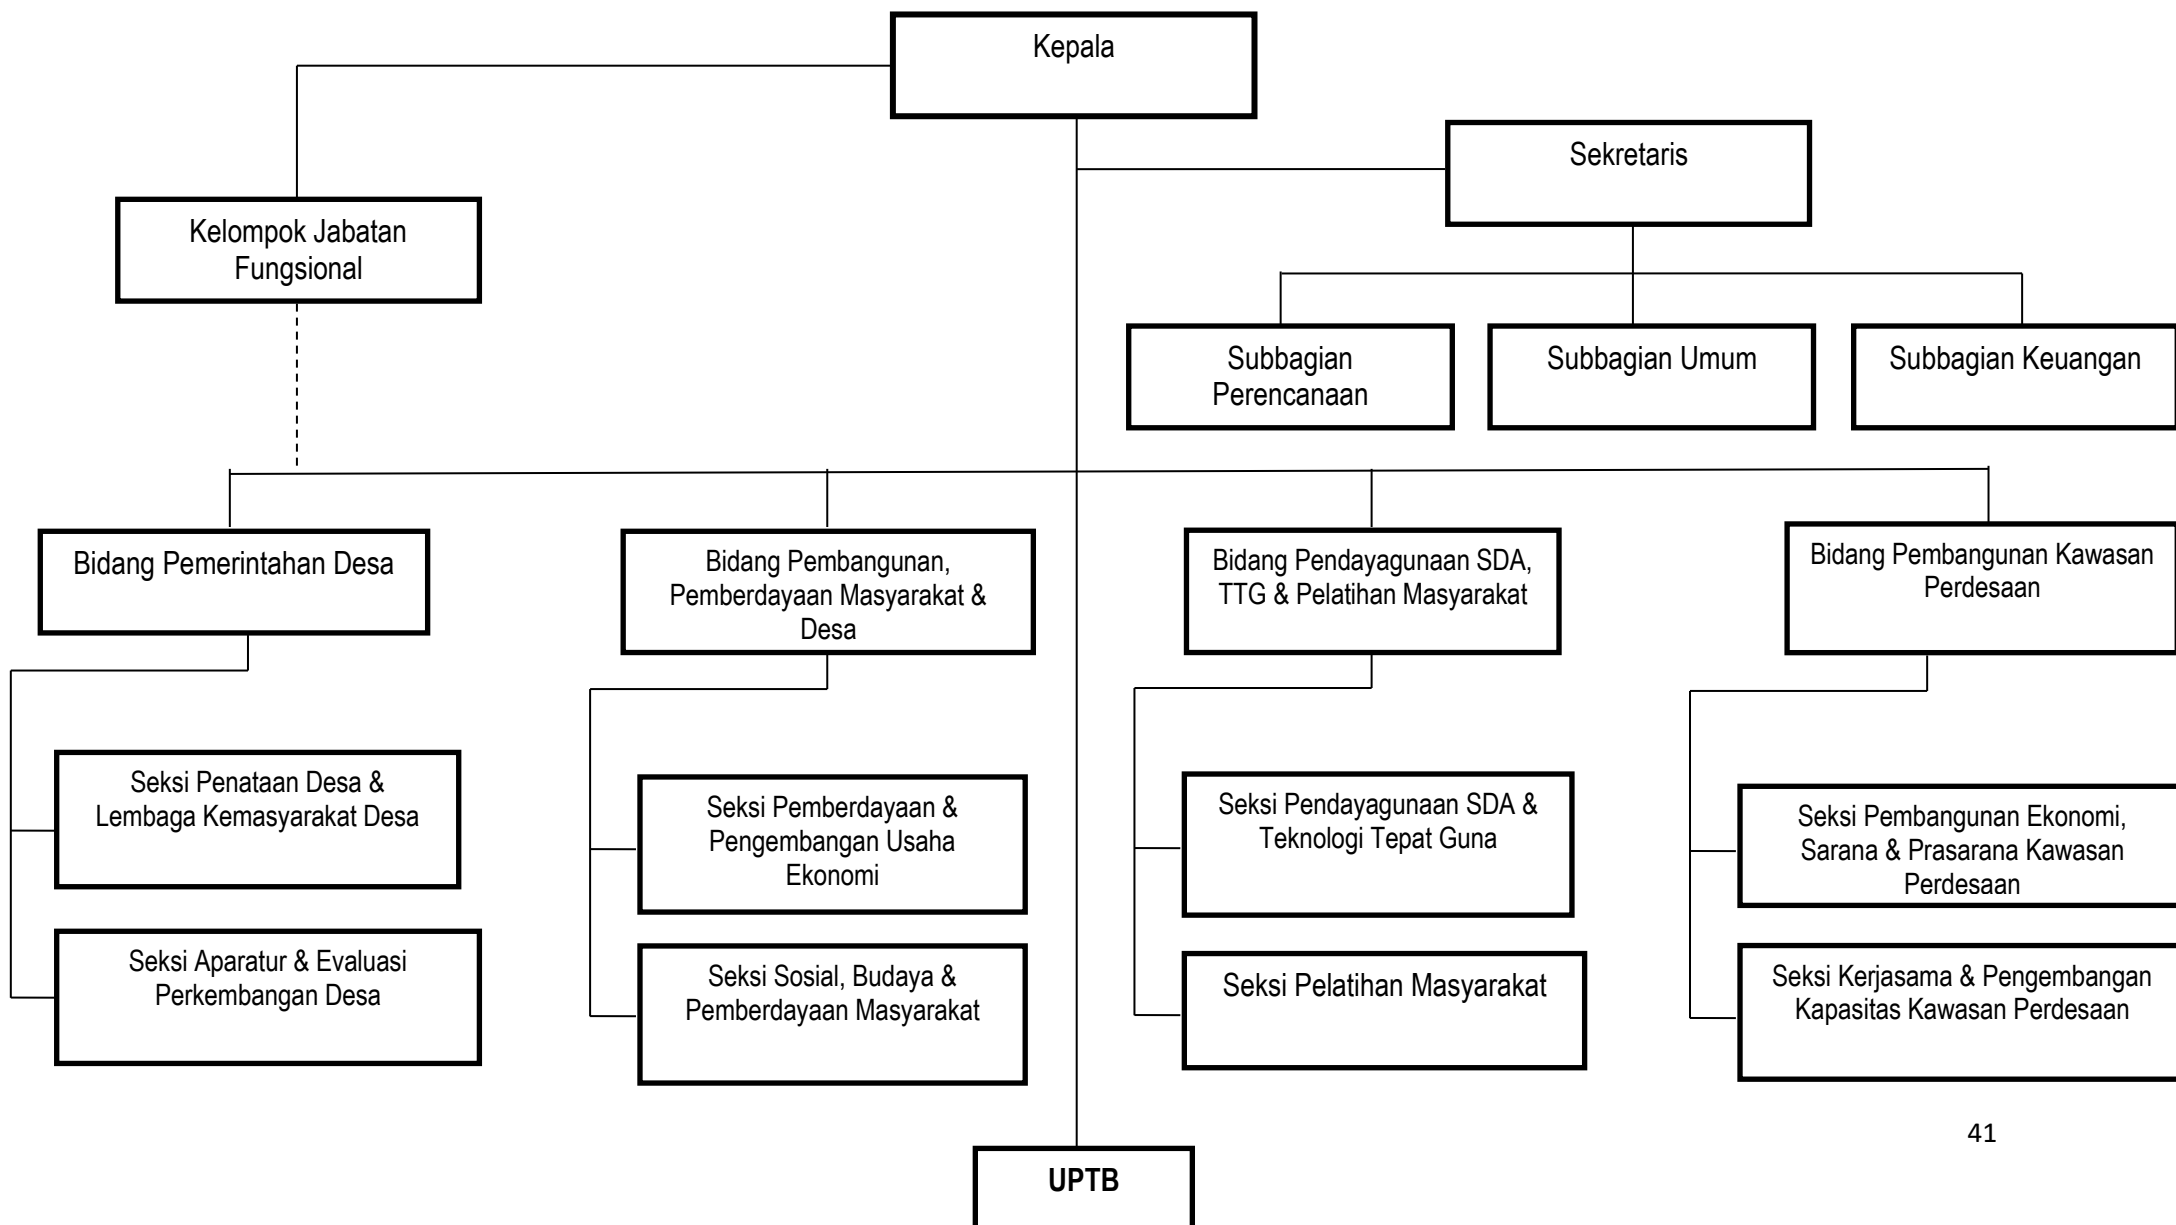 Kepala
Sekretaris
Kelompok Jabatan
Fungsional
Subbagian
Perencanaan
Subbagian Umum
Subbagian Keuangan
Bidang Pemerintahan Desa
Bidang Pembangunan,
Pemberdayaan Masyarakat &
Desa
Bidang Pendayagunaan SDA,
TTG & Pelatihan Masyarakat
Bidang Pembangunan Kawasan
Perdesaan
Seksi Penataan Desa &
Lembaga Kemasyarakat Desa
Seksi Pemberdayaan &
Pengembangan Usaha
Ekonomi
Seksi Pendayagunaan SDA &
Teknologi Tepat Guna
Seksi Pembangunan Ekonomi,
Sarana & Prasarana Kawasan
Perdesaan
Seksi Aparatur & Evaluasi
Perkembangan Desa
Seksi Sosial, Budaya &
Pemberdayaan Masyarakat
Seksi Pelatihan Masyarakat
Seksi Kerjasama & Pengembangan
Kapasitas Kawasan Perdesaan
41
UPTB